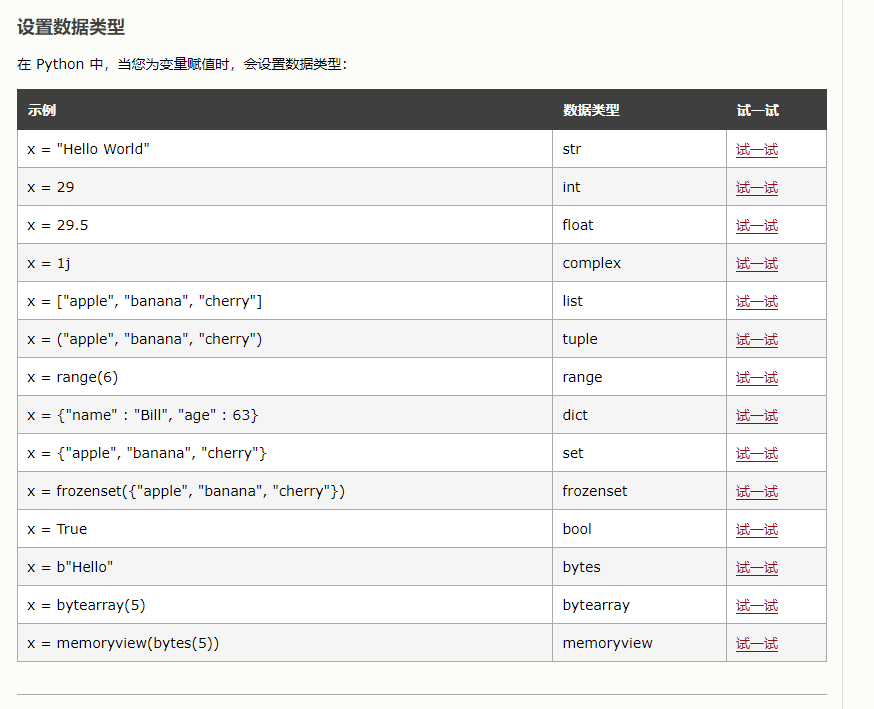 设置数据类型
在 Python 中，当您为变量赋值时，会设置数据类型：
示例 数据类型 试一试
x = "Hello World" str 试一试
x = 29 int 试一试
x = 29.5 float 试一试
x = 1j complex 试一试
x = ["apple", "banana", "cherry"] list 试一试
x = ("apple", "banana", "cherry") tuple 试一试
x = range(6) range 试一试
x = {"name" : "Bill", "age" : 63} dict 试一试
x = {"apple", "banana", "cherry"} set 试一试
x = frozenset({"apple", "banana", "cherry"}) frozenset 试一试
x = True bool 试一试
x = b"Hello" bytes 试一试
x = bytearray(5) bytearray 试一试
x = memoryview(bytes(5)) memoryview 试一试